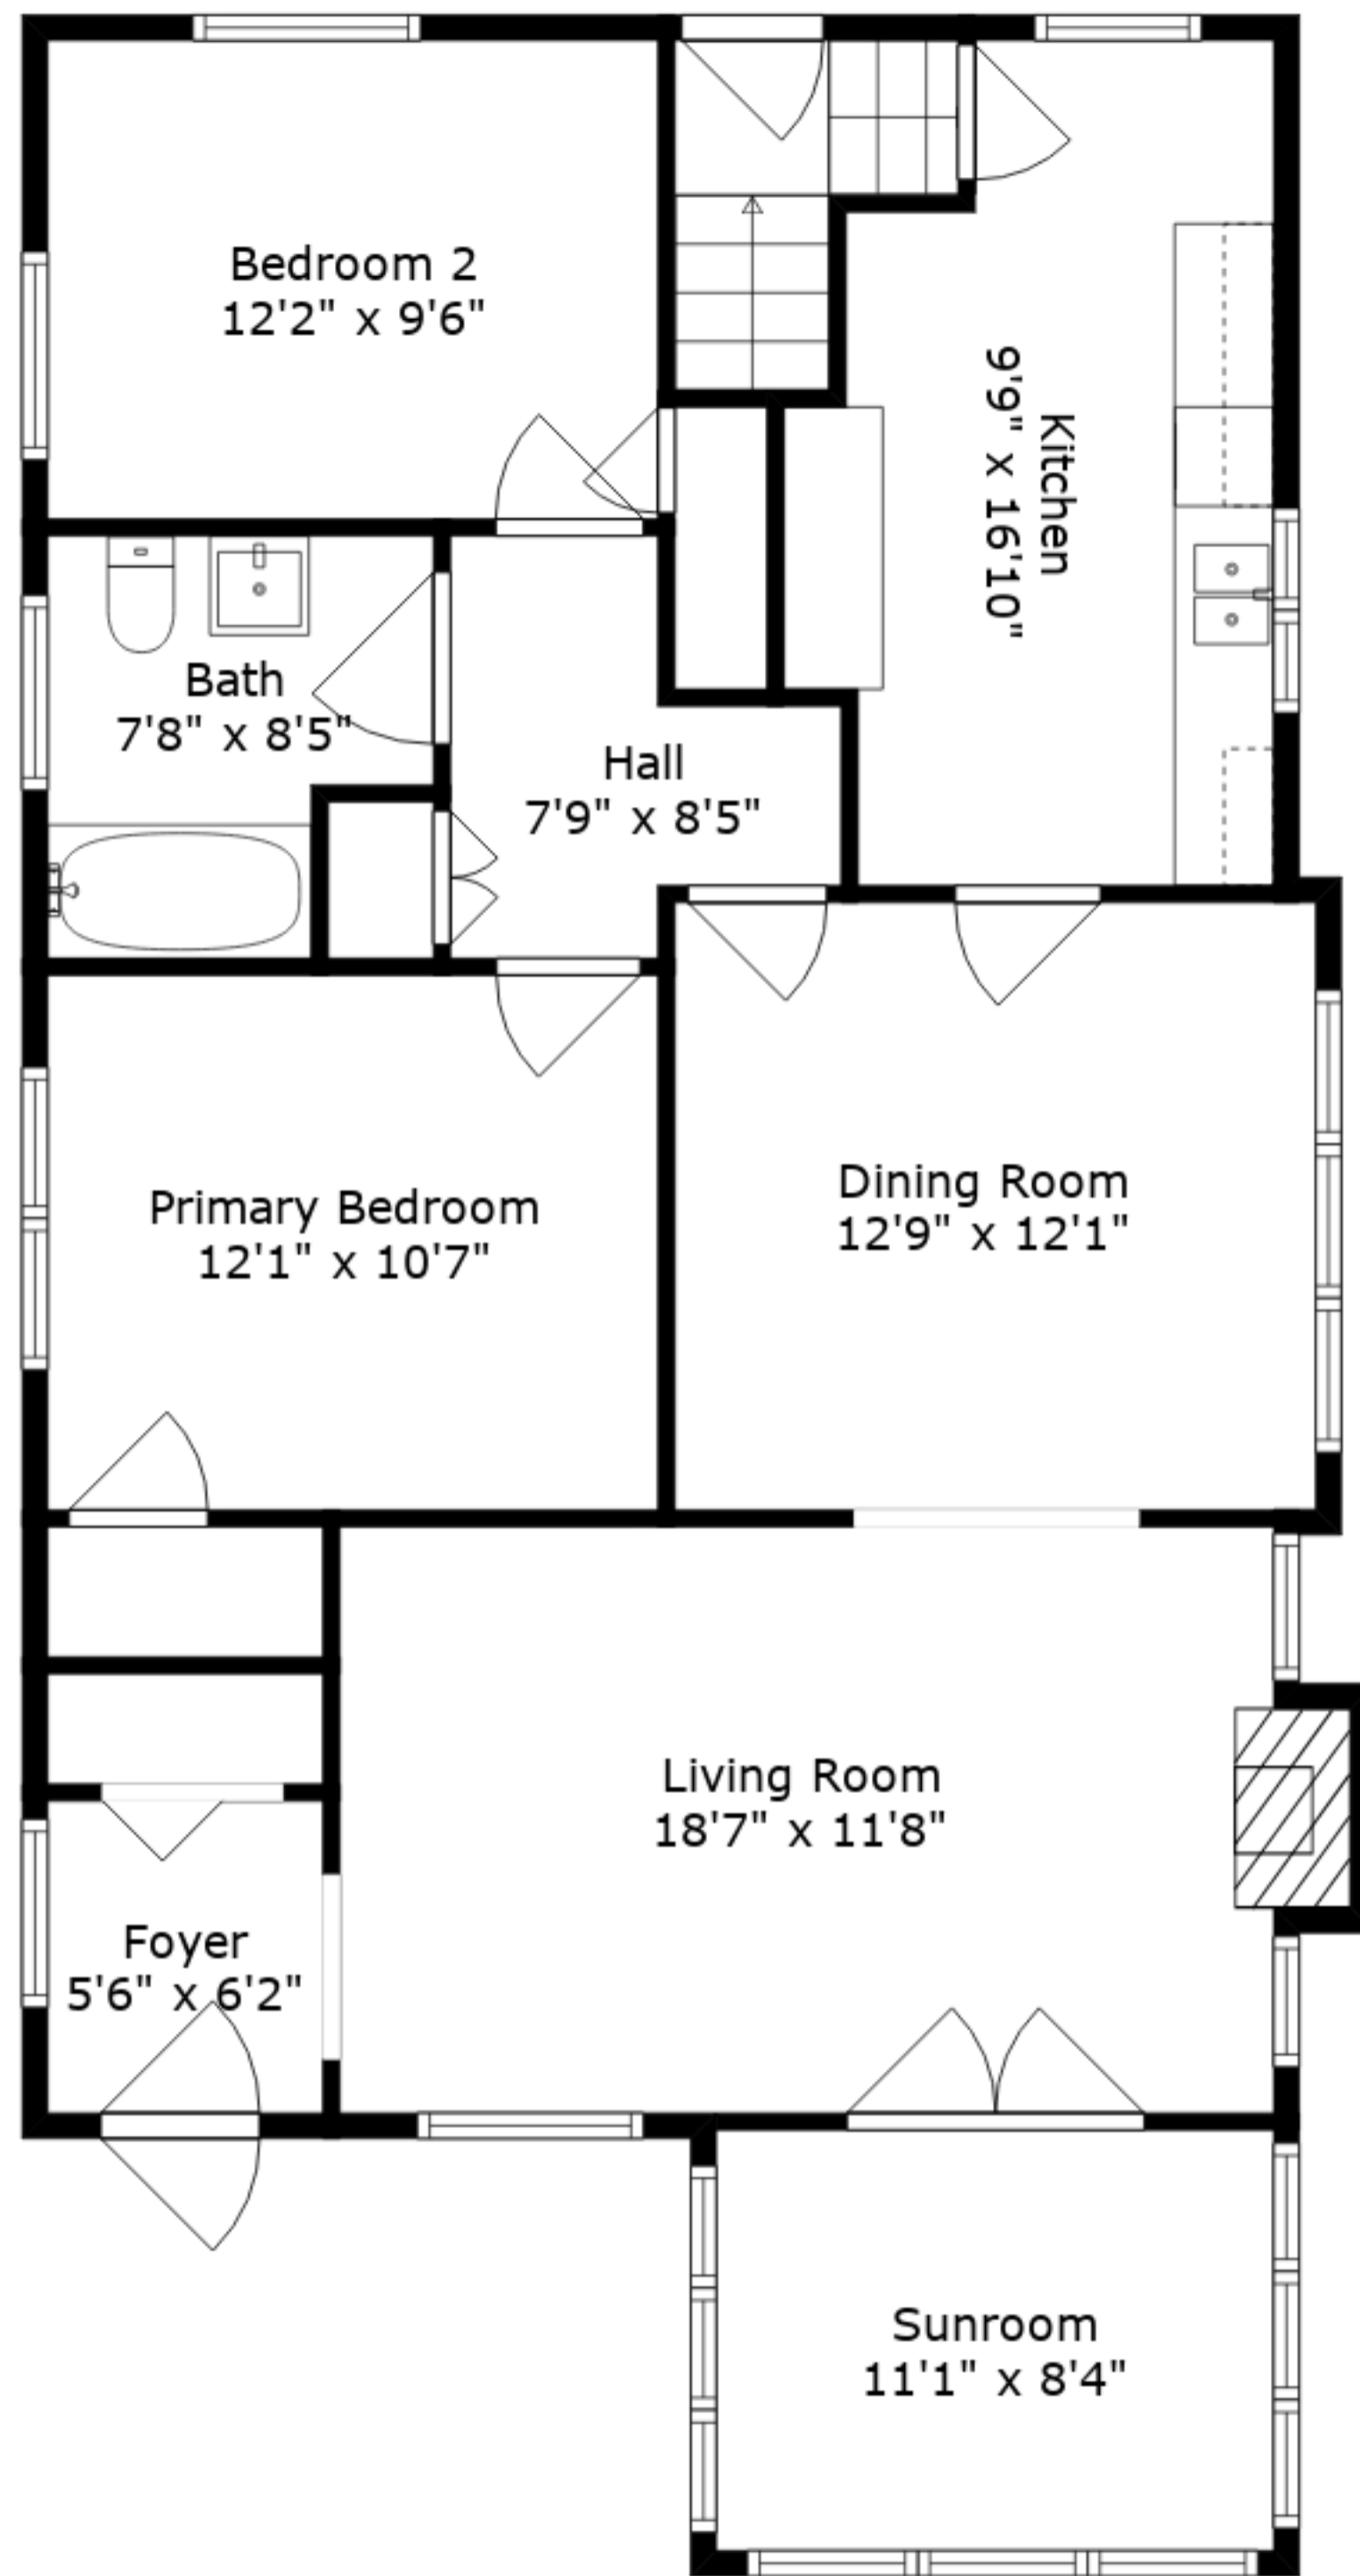 Bedroom 2
12'2" x 9'6"
Kitchen
9'9" x 16'10"
Bath
7'8" x 8'5"
Hall
7'9" x 8'5"
Primary Bedroom
12'1" x 10'7"
Dining Room
12'9" x 12'1"
Living Room
18'7" x 11'8"
Foyer
5'6" x 6'2"
Sunroom
11'1" x 8'4"